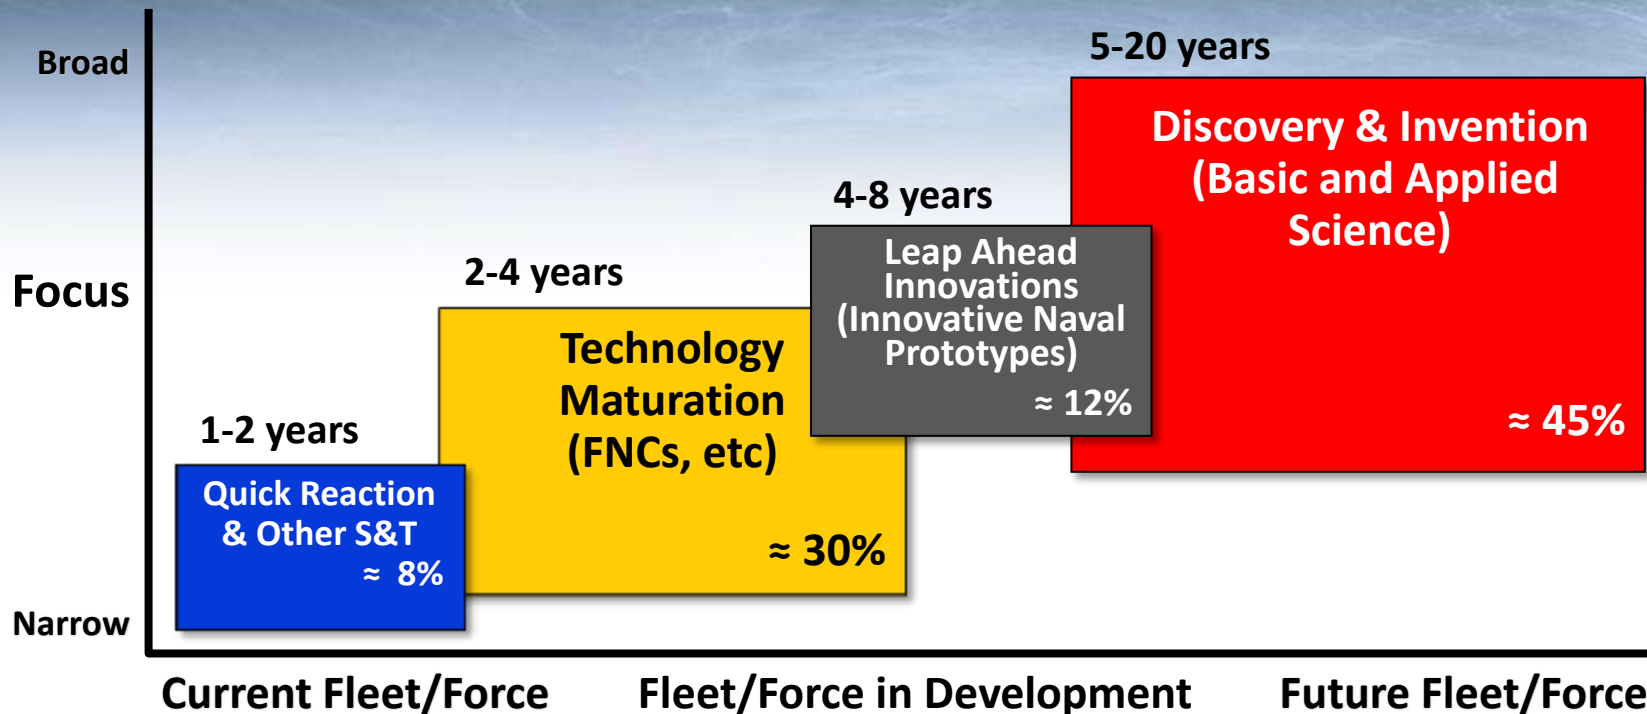 Broad
Focus
Narrow
1-2 years
Quick Reaction
& Other S&T
≈ 8%
2-4 years
Technology
Maturation
(FNCs, etc)
≈ 30%
4-8 years
Leap Ahead
Innovations
(Innovative Naval
Prototypes)
≈ 12%
5-20 years
Discovery & Invention
(Basic and Applied
Science)
≈ 45%
Current Fleet/Force
Fleet/Force in Development
Future Fleet/Force